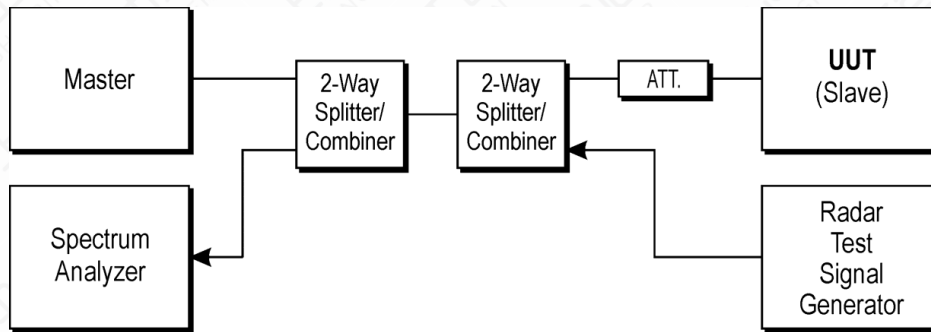 Master
2-Way
Splitter/
Combiner
2-Way
Splitter/
Combiner
ATT.
UUT
(Slave)
Spectrum
Analyzer
Radar
Test
Signal
Generator